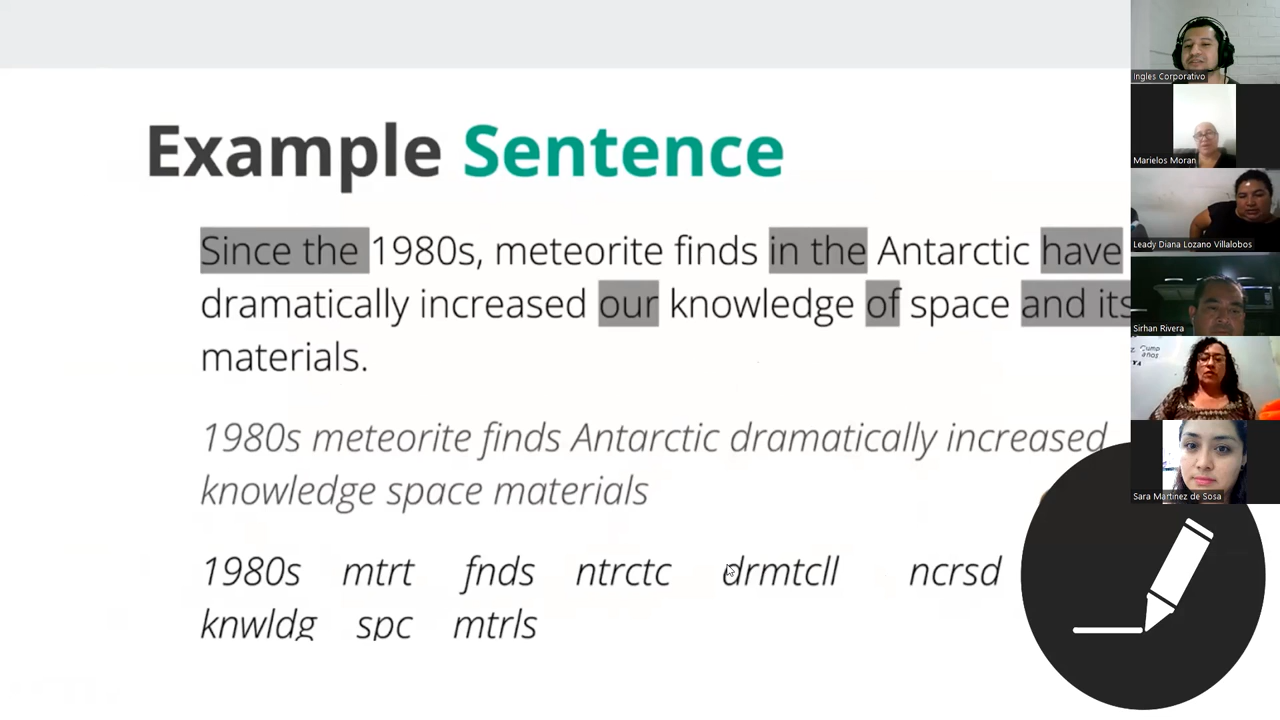 Example Sentence
Since the 1980s, meteorite finds in the Antarctic have
dramatically increased our knowledge of space and its
materials.
1980s meteorite finds Antarctic dramatically increased
knowledge space materials
1980s mtrt fnds ntrctc drmtcll ncrsd
knwldg spc mtrls
Ingles Corporativo
Marielos Moran
Leady Diana Lozano Villalobos
Sirhan Rivera
Cumple
años
Sara Martinez de Sosa